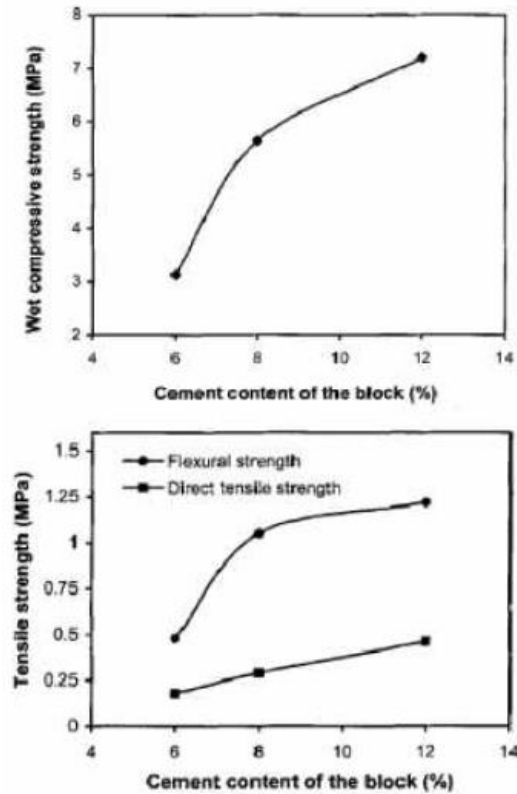 8
7
6
5
4
3
2
Wet compressive strength (MPa)
4 6 8 10 12 14
Cement content of the block (%)
1.5
1.25
1
0.75
0.5
0.25
0
Tensile strength (MPa)
Flexural strength
Direct tensile strength
4 6 8 10 12 14
Cement content of the block (%)